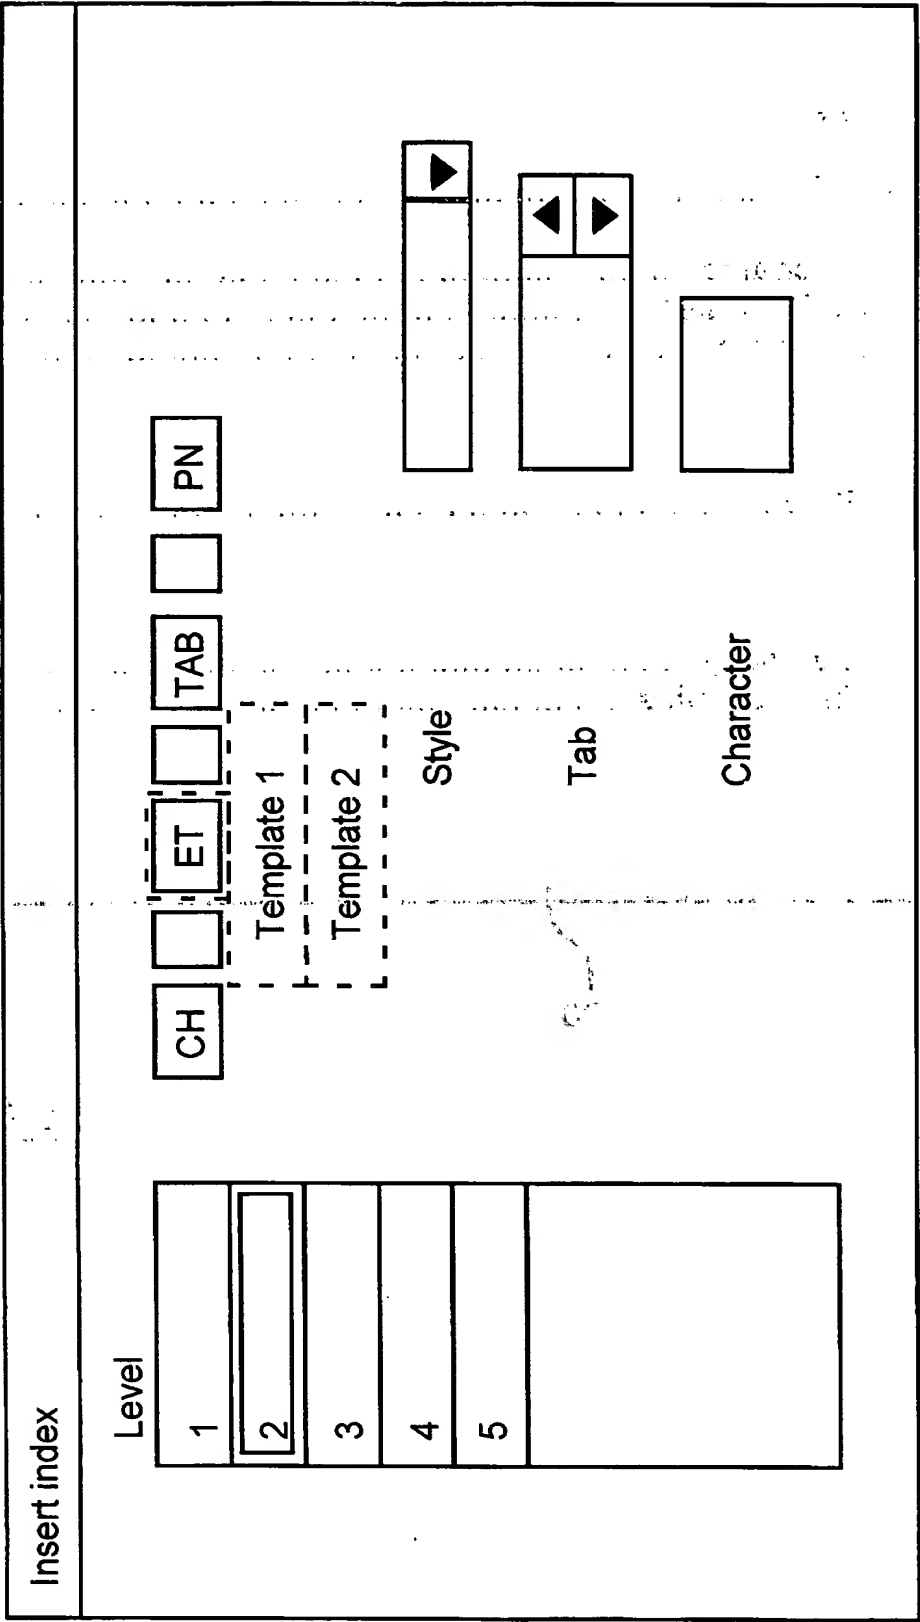 Insert index
Level
1
2
3
4
5
CH ET TAB PN
Template 1
Template 2
Style
Tab
Character